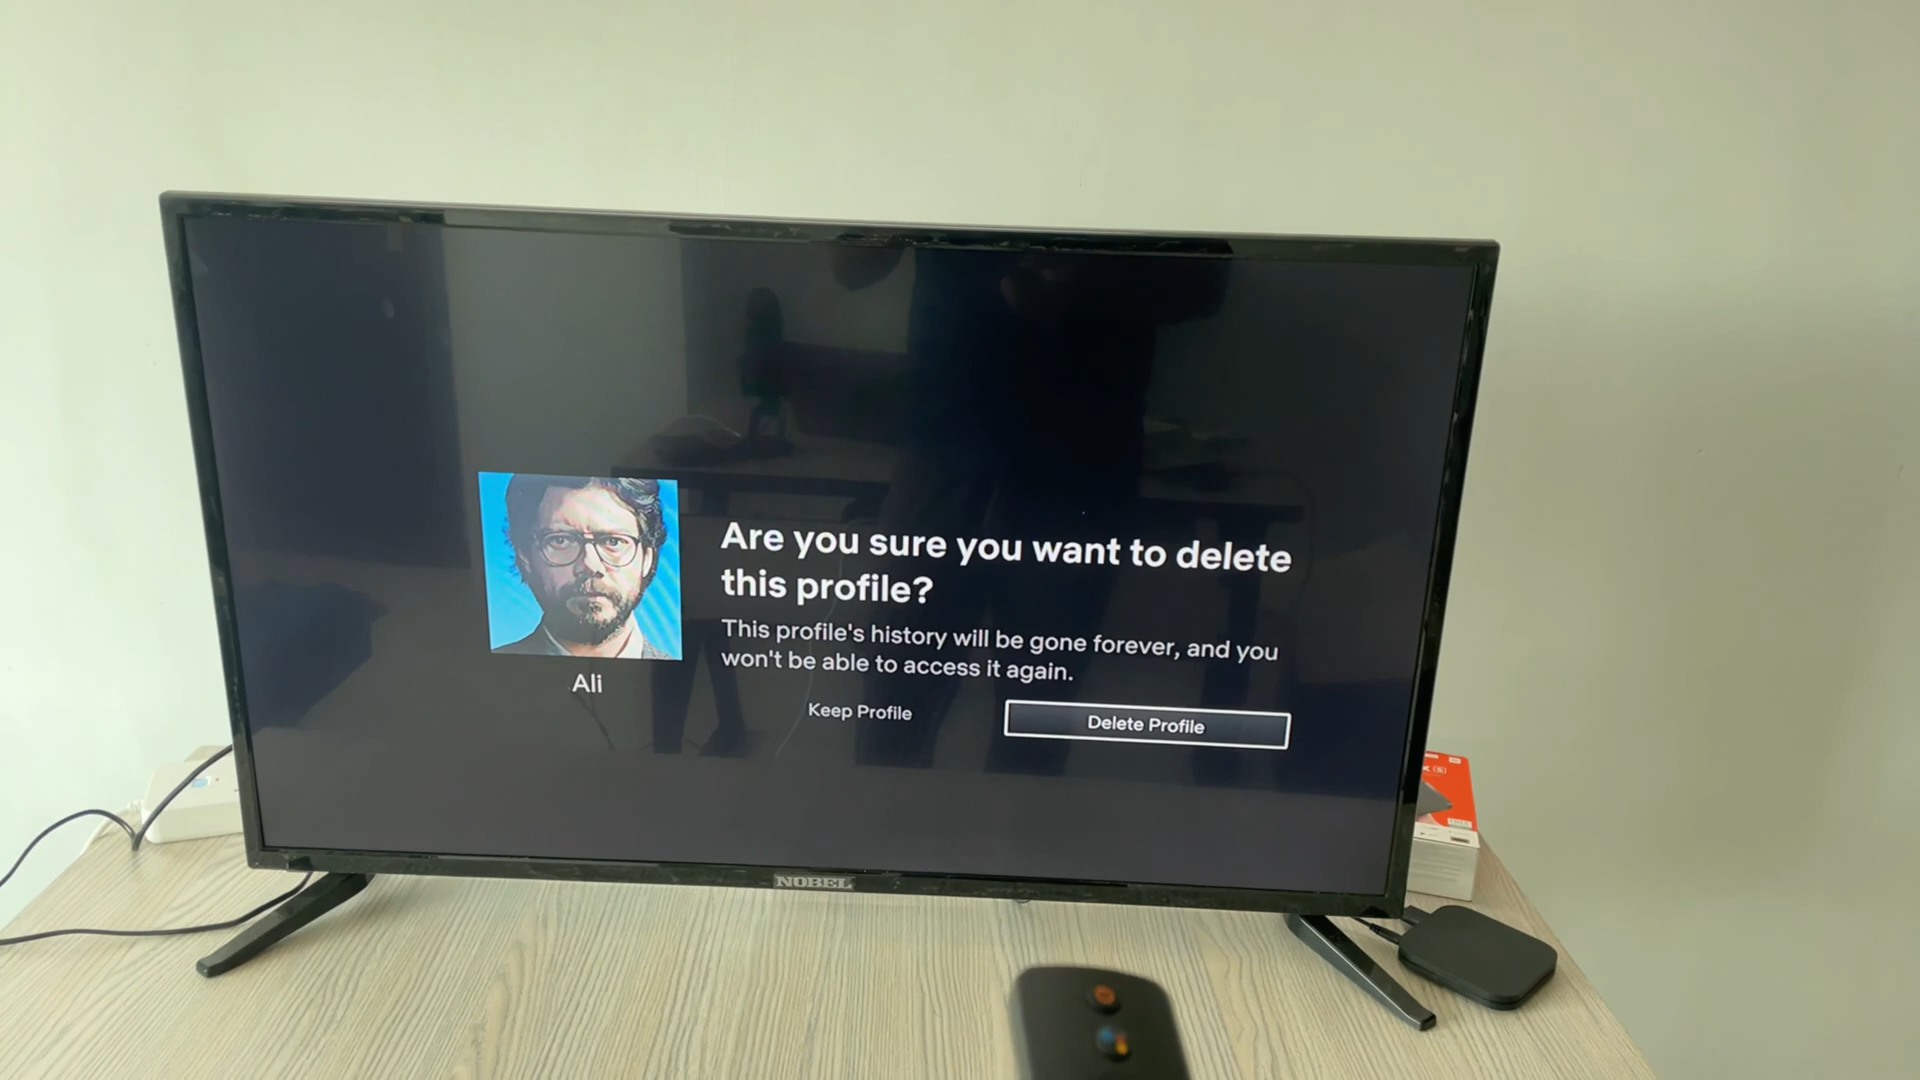 Are you sure you want to delete
this profile?
This profile's history will be gone forever, and you
won't be able to access it again.
Ali
Keep Profile
Delete Profile
NOBEL